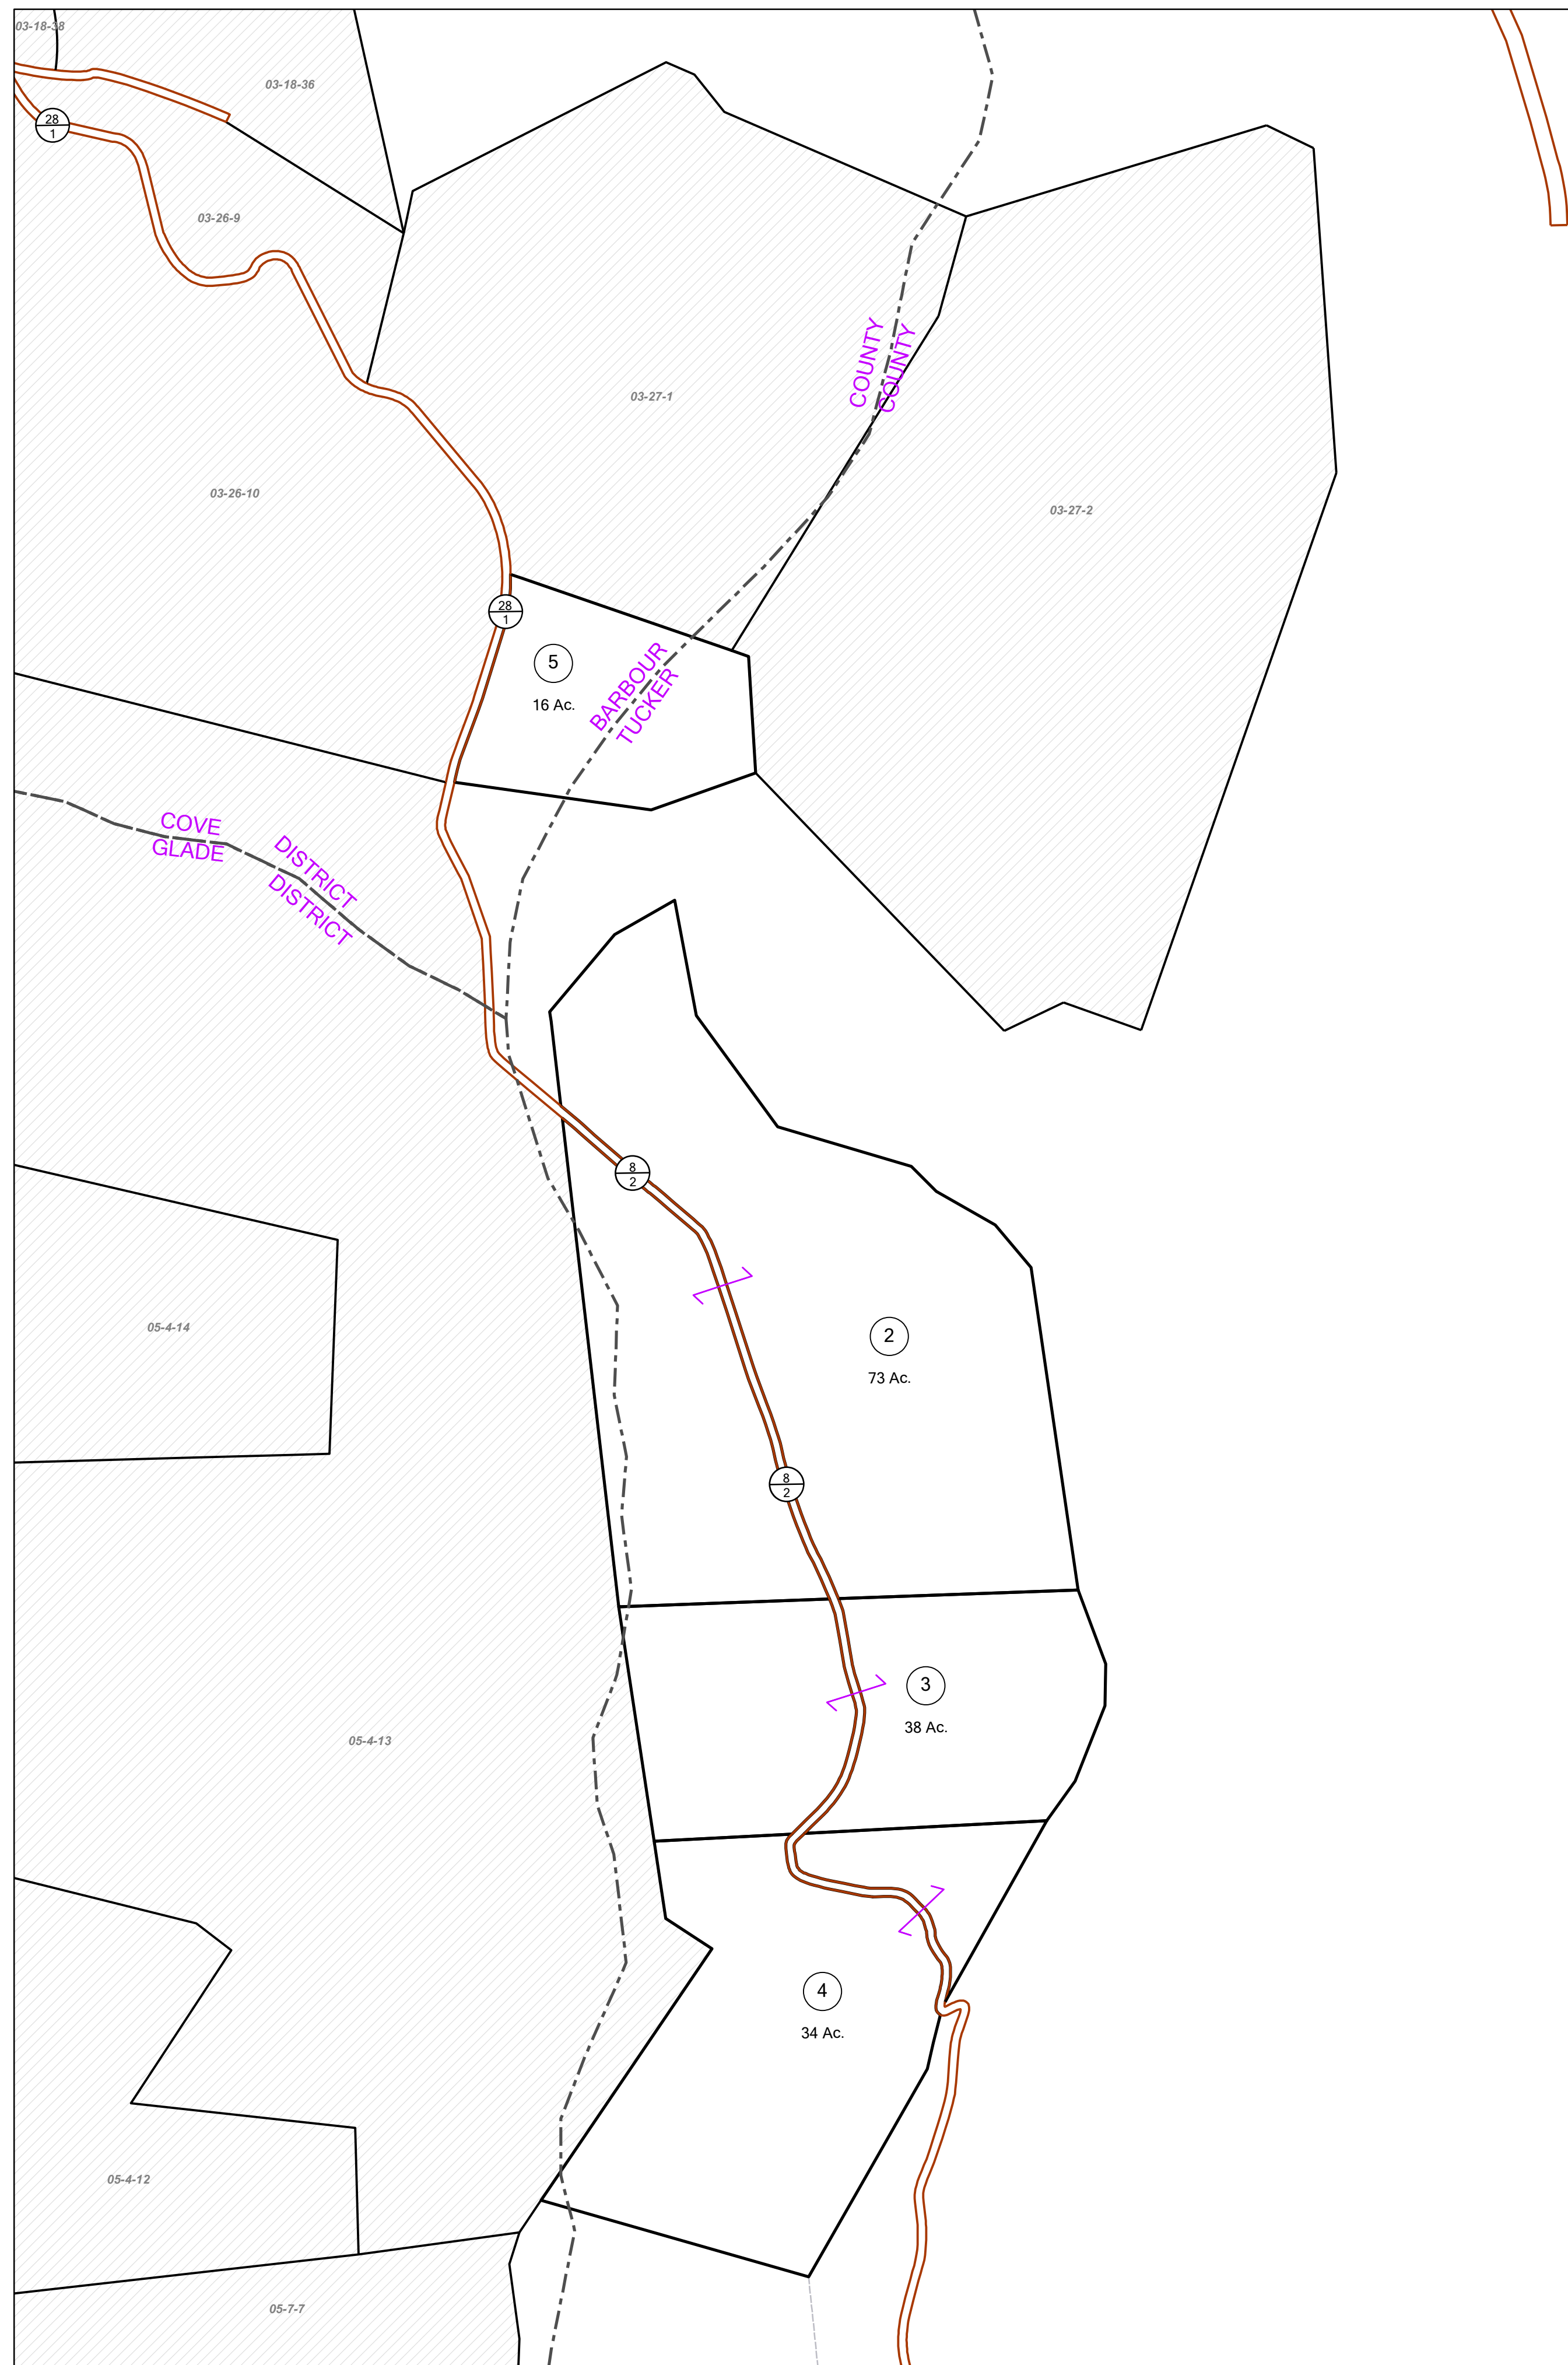 03-18-38
03-18-36
28
1
03-26-9
COUNTY
COUNTY
03-27-1
03-26-10
03-27-2
28
1
5
16 Ac.
BARBOUR
TUCKER
COVE
GLADE
DISTRICT
DISTRICT
8
2
05-4-14
2
73 Ac.
8
2
3
38 Ac.
05-4-13
4
34 Ac.
05-4-12
05-7-7